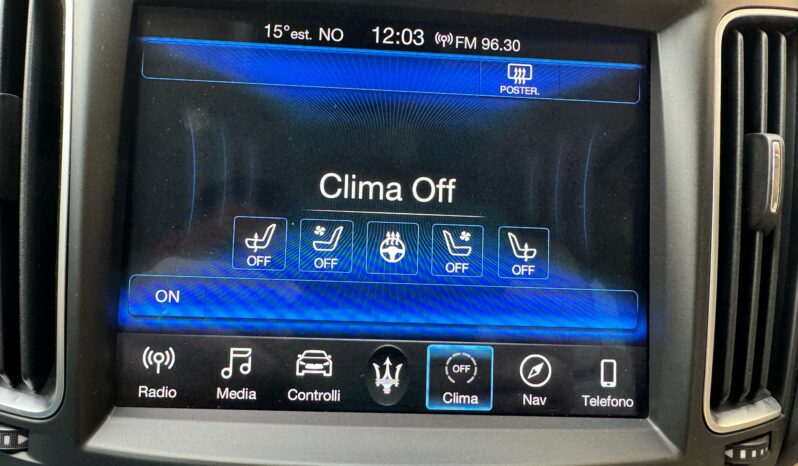 15° est. NO 12:03 FM 96.30
POSTER.
Clima Off
OFF OFF OFF OFF
ON
OFF
Radio Media Controlli Clima Nav Telefono